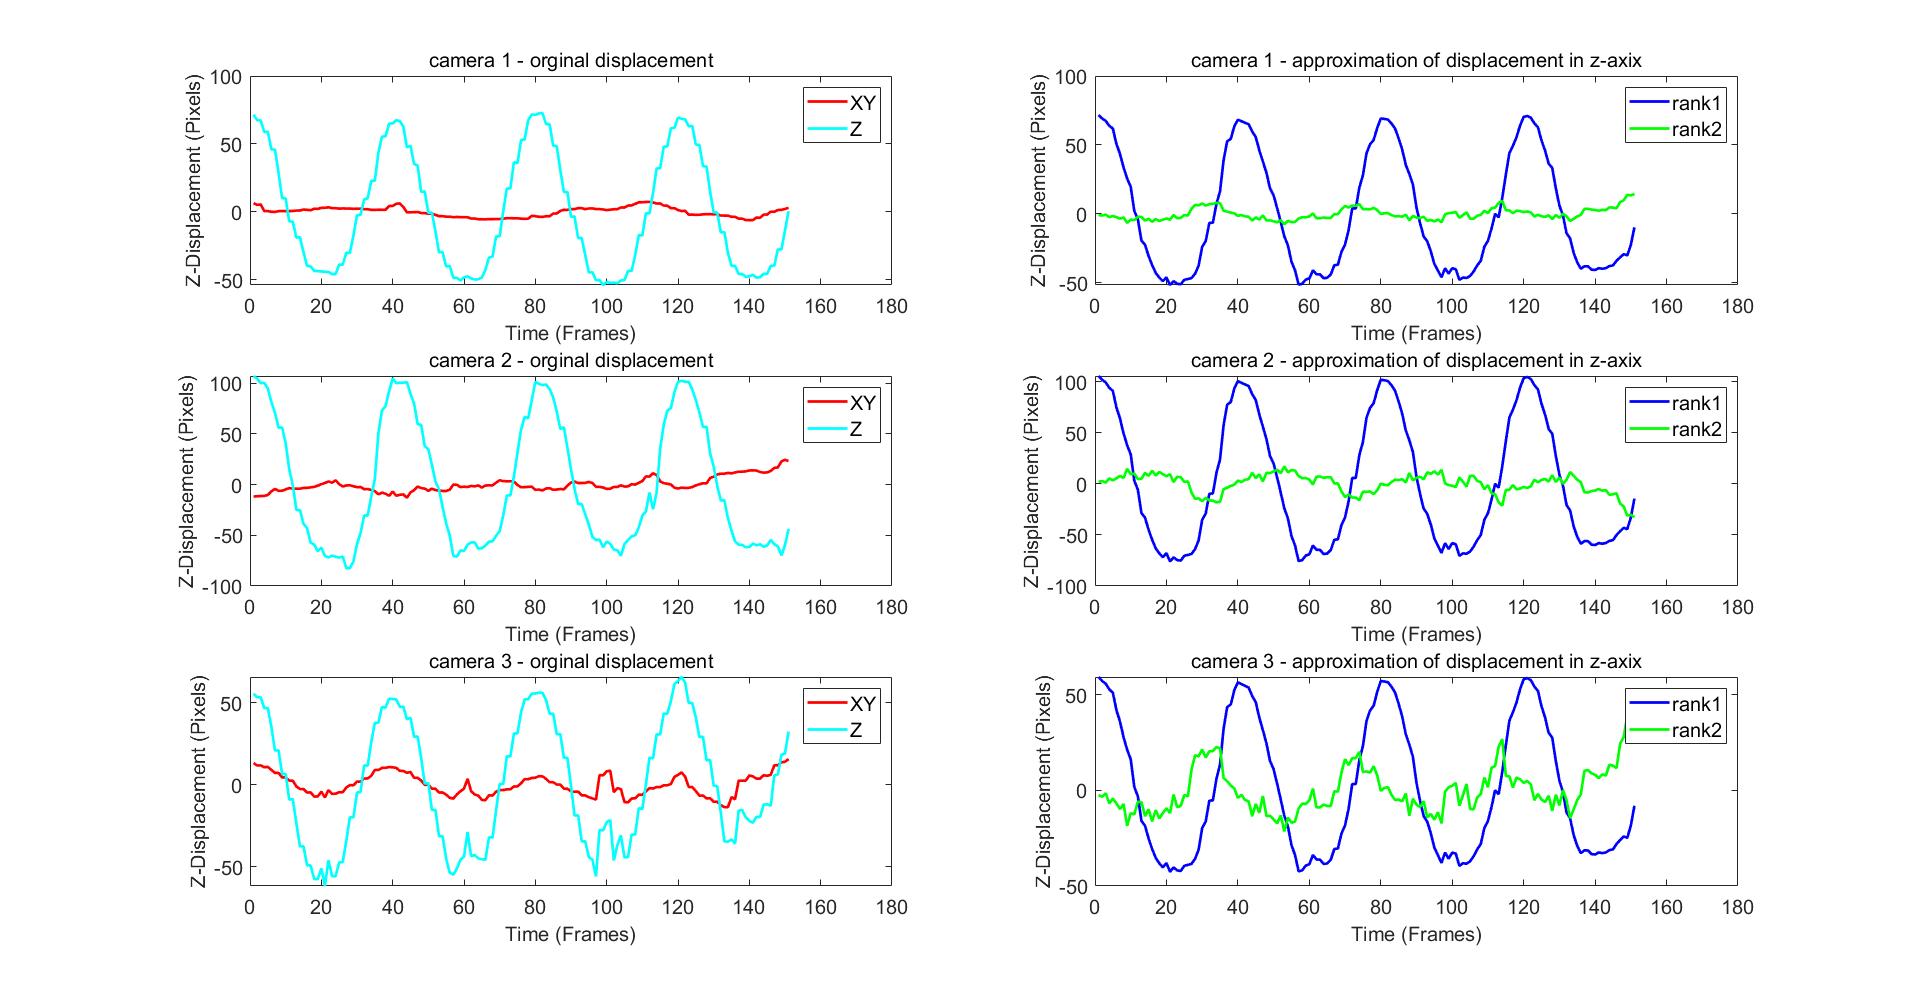 camera 1 - orginal displacement
Z-Displacement (Pixels)
100
50
0
-50
XY
Z
0 20 40 60 80 100 120 140 160 180
Time (Frames)
camera 1 - approximation of displacement in z-axix
Z-Displacement (Pixels)
100
50
0
-50
rank1
rank2
0 20 40 60 80 100 120 140 160 180
Time (Frames)
camera 2 - orginal displacement
Z-Displacement (Pixels)
100
50
0
-50
-100
XY
Z
0 20 40 60 80 100 120 140 160 180
Time (Frames)
camera 2 - approximation of displacement in z-axix
Z-Displacement (Pixels)
100
50
0
-50
-100
rank1
rank2
0 20 40 60 80 100 120 140 160 180
Time (Frames)
camera 3 - orginal displacement
Z-Displacement (Pixels)
50
0
-50
XY
Z
0 20 40 60 80 100 120 140 160 180
Time (Frames)
camera 3 - approximation of displacement in z-axix
Z-Displacement (Pixels)
50
0
-50
rank1
rank2
0 20 40 60 80 100 120 140 160 180
Time (Frames)